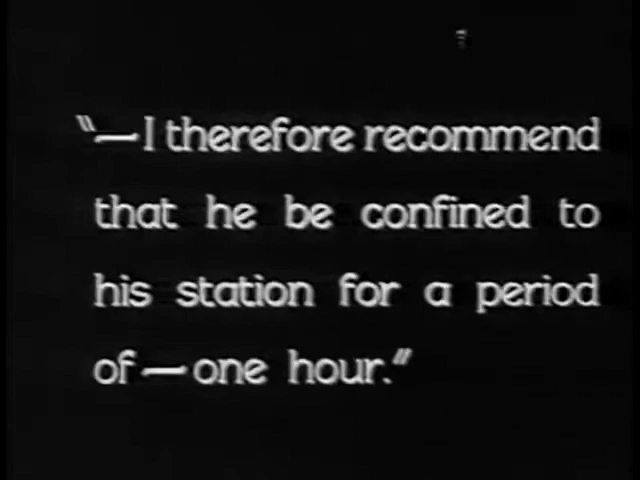 "—I therefore recommend
that he be confined to
his station for a period
of—one hour."